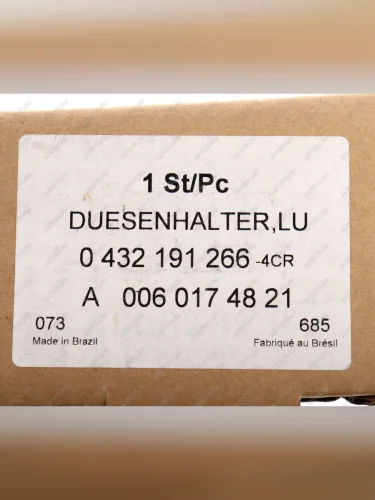 1 St/Pc
DUESENHALTER,LU
0 432 191 266 -4CR
A 006 017 48 21
073 685
Made in Brazil Fabriqué au Brésil